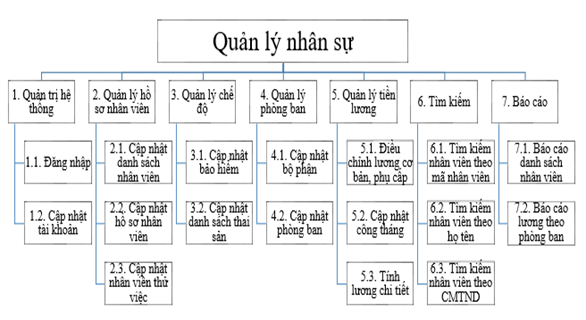 Quản lý nhân sự
1. Quản trị hệ
thống
2. Quản lý hồ
sơ nhân viên
3. Quản lý chế
độ
4. Quản lý
phòng ban
5. Quản lý tiền
lương
6. Tìm kiếm
7. Báo cáo
1.1. Đăng nhập
2.1. Cập nhật
danh sách
nhân viên
3.1. Cập nhật
bảo hiểm
4.1. Cập nhật
bộ phận
5.1. Điều
chỉnh lương cơ
bản, phụ cấp
6.1. Tìm kiếm
nhân viên theo
mã nhân viên
7.1. Báo cáo
danh sách
nhân viên
1.2. Cập nhật
tài khoản
2.2. Cập nhật
hồ sơ nhân
viên
3.2. Cập nhật
danh sách thai
sản
4.2. Cập nhật
phòng ban
5.2. Cập nhật
công tháng
6.2. Tìm kiếm
nhân viên theo
họ tên
7.2. Báo cáo
lương theo
phòng ban
2.3. Cập nhật
nhân viên thử
việc
5.3. Tính
lương chi tiết
6.3. Tìm kiếm
nhân viên theo
CMTND